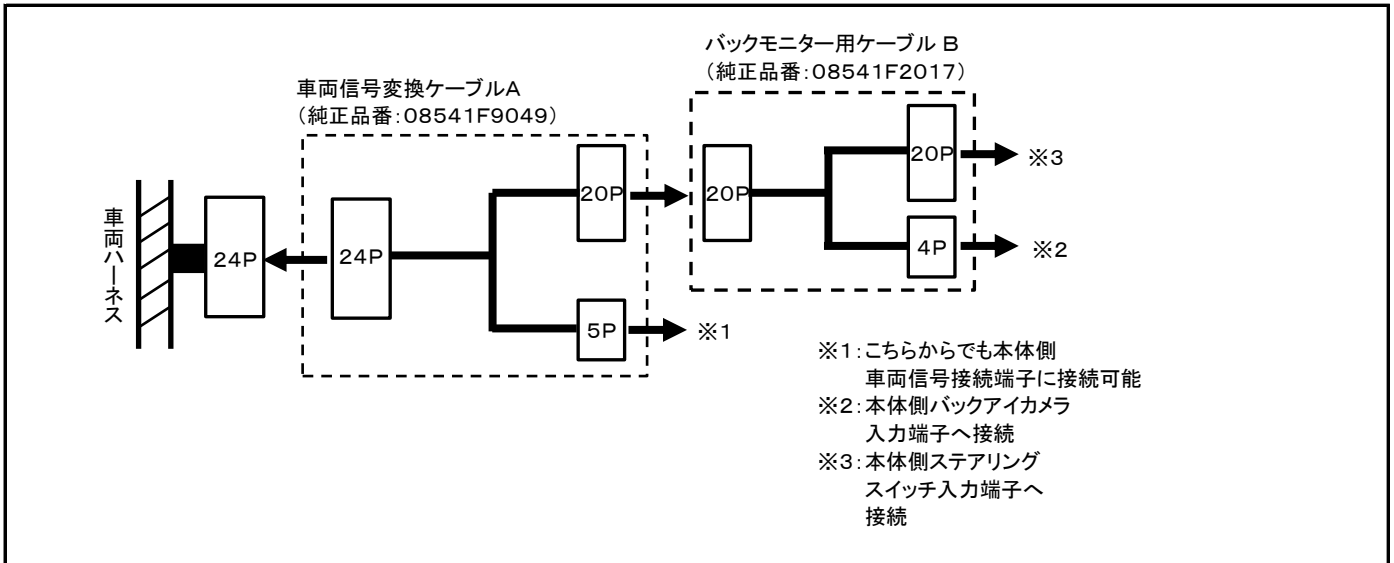 バックモニター用ケーブル B
（純正品番：08541F2017）
車両信号変換ケーブルA
（純正品番：08541F9049）
車両ハーネス
24P
24P
20P
5P
※1
20P
20P
※3
4P
※2
※1：こちらからでも本体側
車両信号接続端子に接続可能
※2：本体側バックアイカメラ
入力端子へ接続
※3：本体側ステアリング
スイッチ入力端子へ
接続